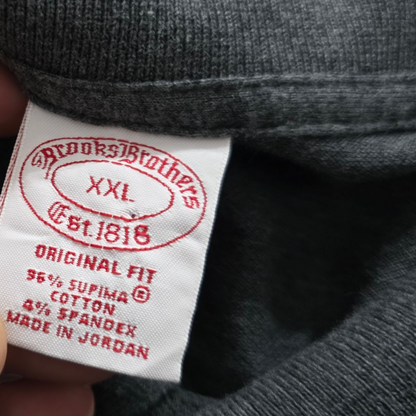 Brooks Brothers
XXL
Est. 1818
ORIGINAL FIT
96% SUPIMA®
COTTON
4% SPANDEX
MADE IN JORDAN